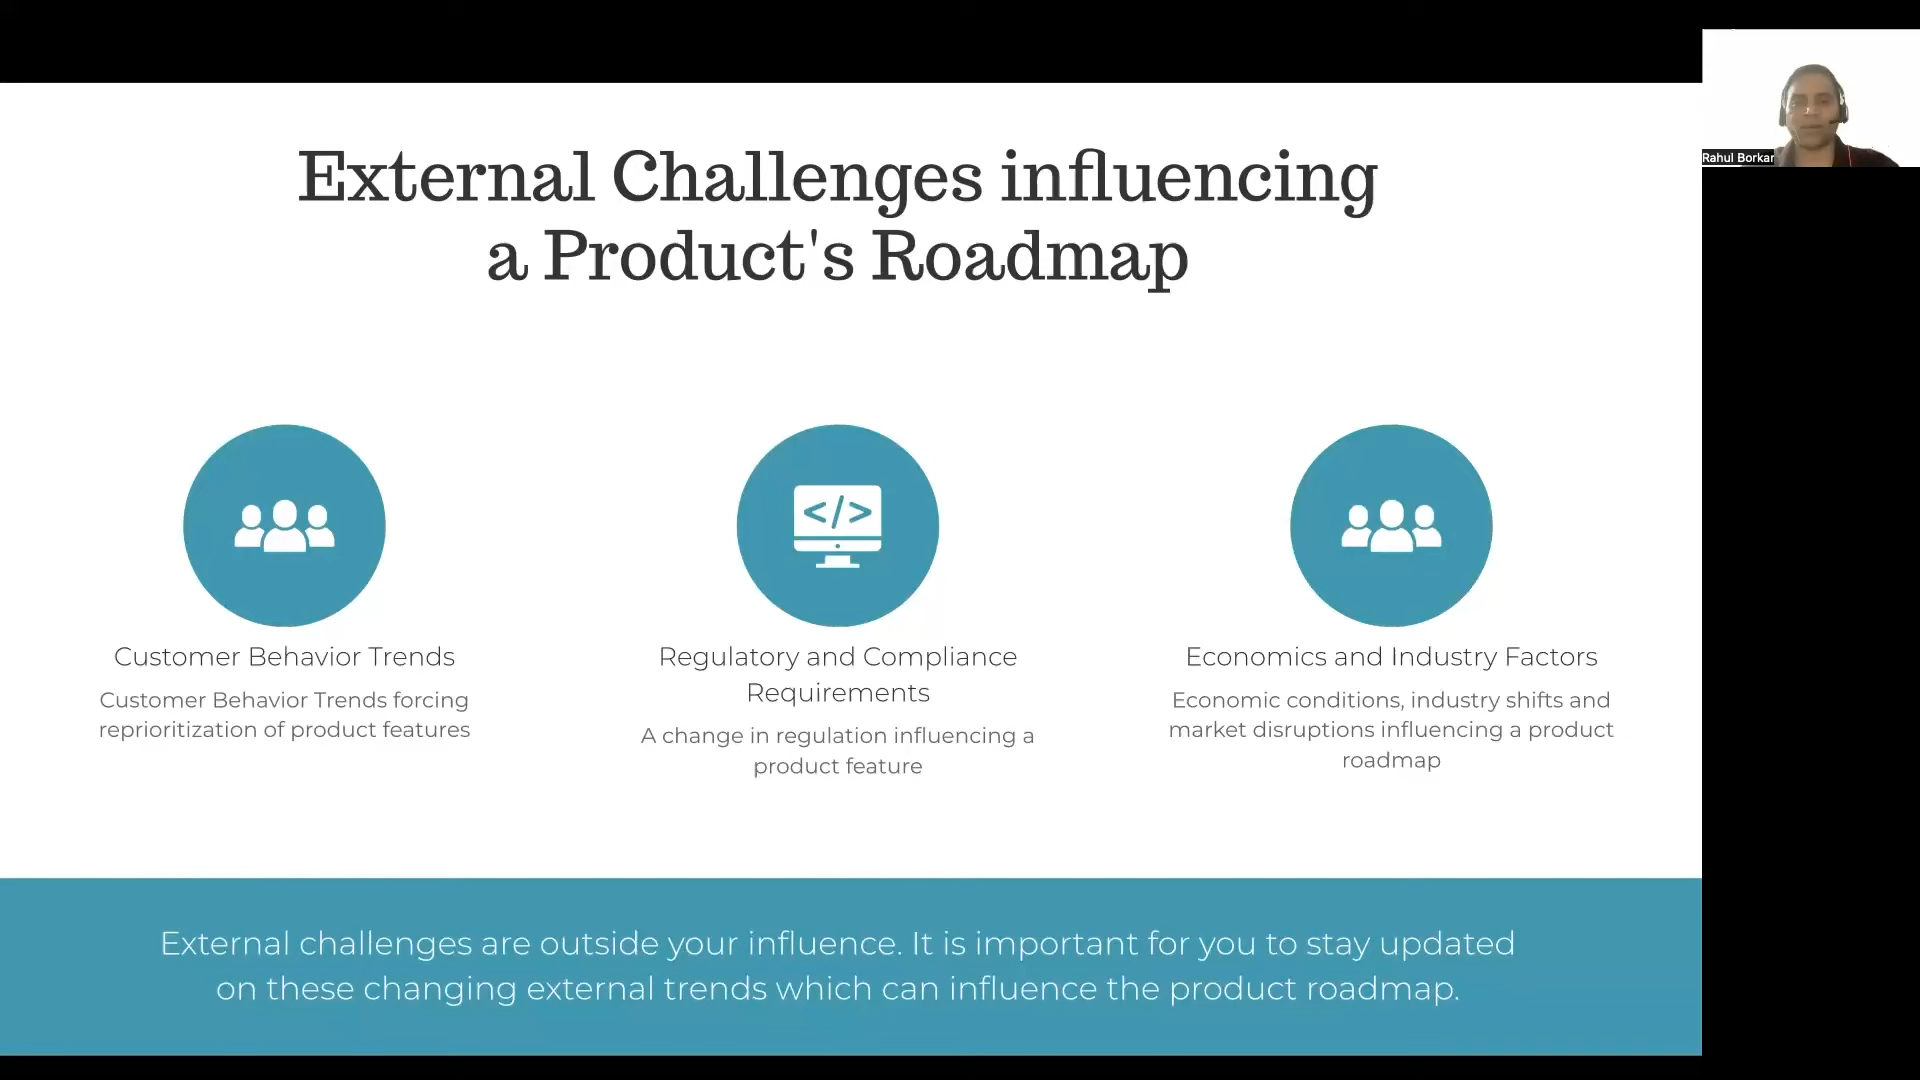 External Challenges influencing
a Product's Roadmap
Rahul Borkar
</>
Customer Behavior Trends
Customer Behavior Trends forcing
reprioritization of product features
Regulatory and Compliance
Requirements
A change in regulation influencing a
product feature
Economics and Industry Factors
Economic conditions, industry shifts and
market disruptions influencing a product
roadmap
External challenges are outside your influence. It is important for you to stay updated
on these changing external trends which can influence the product roadmap.